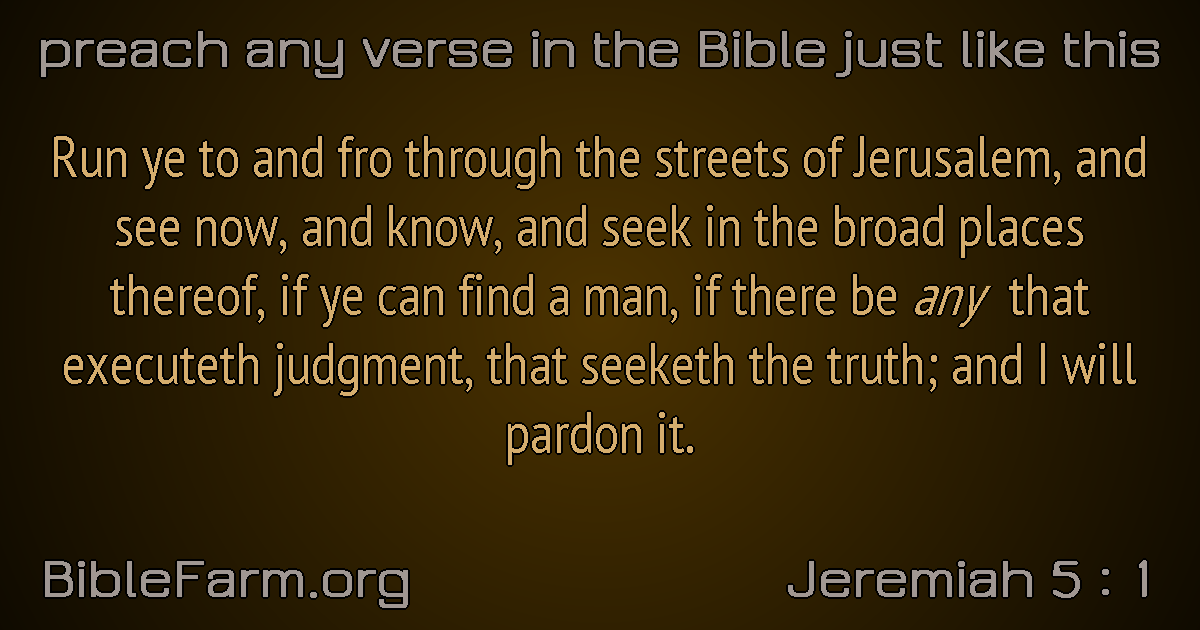 preach any verse in the Bible just like this
Run ye to and fro through the streets of Jerusalem, and
see now, and know, and seek in the broad places
thereof, if ye can find a man, if there be any that
executeth judgment, that seeketh the truth; and I will
pardon it.
BibleFarm.org
Jeremiah 5 : 1